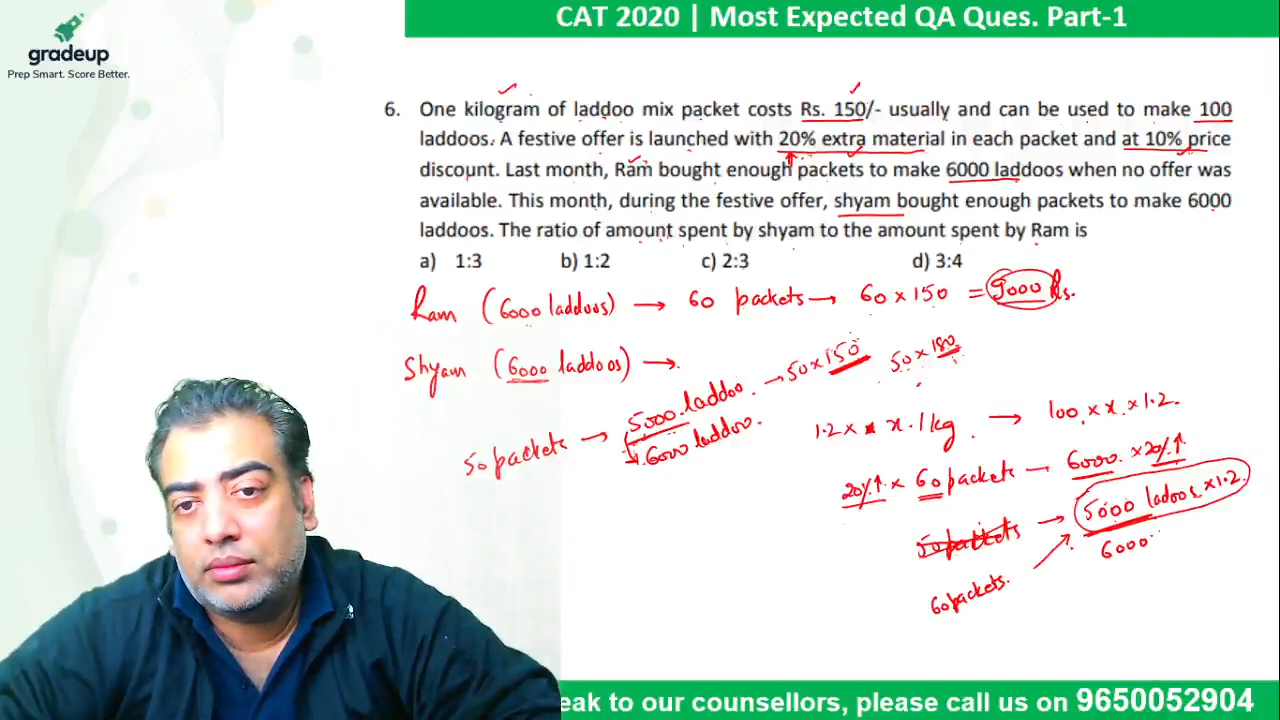 CAT 2020 | Most Expected QA Ques. Part-1
gradeup
Prep Smart. Score Better.
6. One kilogram of laddoo mix packet costs Rs. 150/- usually and can be used to make 100
laddoos. A festive offer is launched with 20% extra material in each packet and at 10% price
discount. Last month, Ram bought enough packets to make 6000 laddoos when no offer was
available. This month, during the festive offer, shyam bought enough packets to make 6000
laddoos. The ratio of amount spent by shyam to the amount spent by Ram is
a) 1:3 b) 1:2 c) 2:3 d) 3:4
Ram (6000 laddoos) → 60 packets → 60 × 150 = 9000 Rs.
Shyam (6000 laddoos) →
50 packets → 5000 laddoo. → 50 × 150 50 × 180
6000 laddoo.
1.2 × x . 1 kg → 100 × x × 1.2.
20% ↑ × 60 packets → 6000 × 20% ↑
50 packets → 5000 ladoos × 1.2
6000
60 packets.
eak to our counsellors, please call us on 9650052904